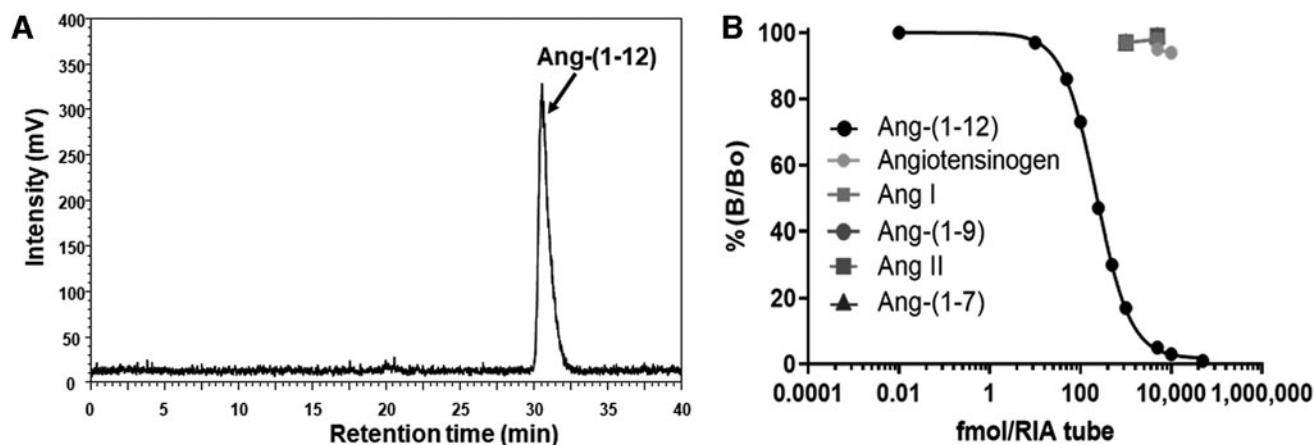 A
Intensity (mV)
400
350
300
250
200
150
100
50
0
Ang-(1-12)
0 5 10 15 20 25 30 35 40
Retention time (min)
B
%(B/Bo)
100
80
60
40
20
0
Ang-(1-12)
Angiotensinogen
Ang I
Ang-(1-9)
Ang II
Ang-(1-7)
0.0001 0.01 1 100 10,000 1,000,000
fmol/RIA tube